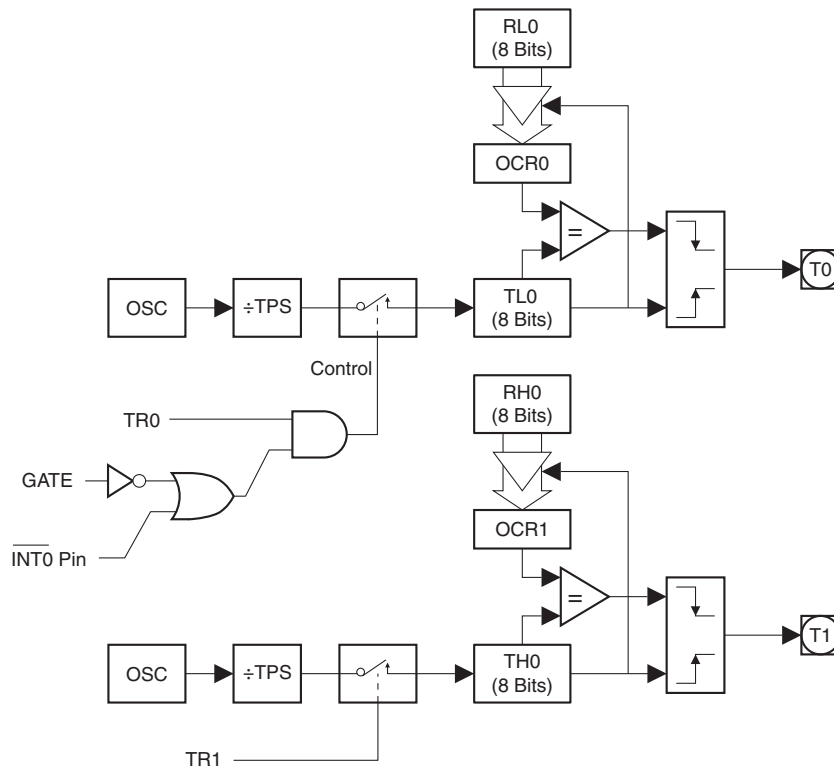 RL0
(8 Bits)
OCR0
=
T0
OSC
÷TPS
TL0
(8 Bits)
Control
TR0
GATE
I̅N̅T̅0̅ Pin
RH0
(8 Bits)
OCR1
=
T1
OSC
÷TPS
TH0
(8 Bits)
TR1